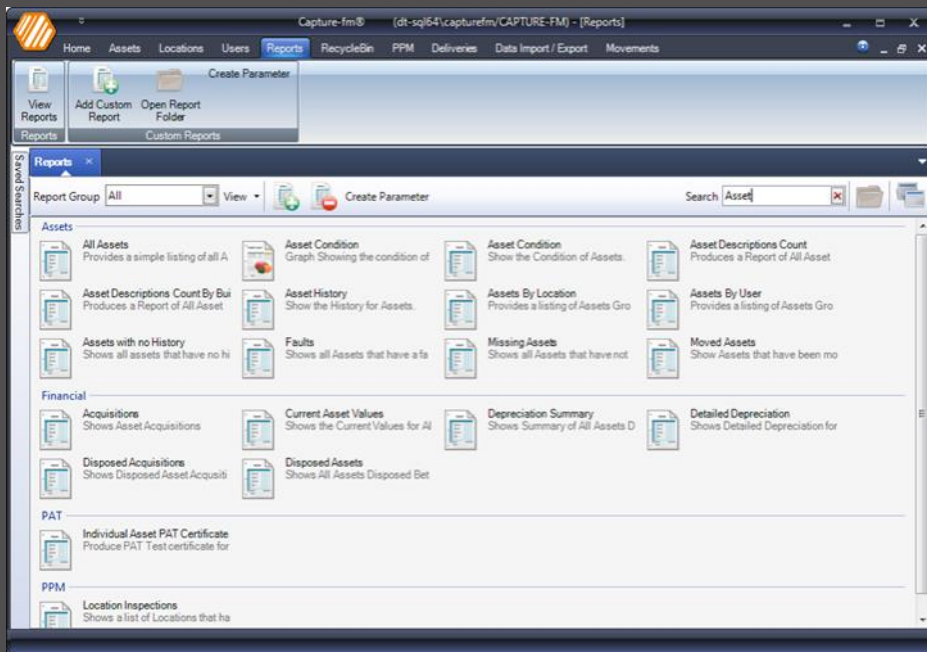 Capture-fm® (dt-sql64\capturefm/CAPTURE-FM) - [Reports]
Home Assets Locations Users Reports RecycleBin PPM Deliveries Data Import / Export Movements
View Reports
Add Custom Report
Open Report Folder
Create Parameter
Reports
Custom Reports
Saved Searches
Reports
Report Group All View Create Parameter Search Asset
Assets
All Assets
Provides a simple listing of all A
Asset Condition
Graph Showing the condition of
Asset Condition
Show the Condition of Assets.
Asset Descriptions Count
Produces a Report of All Asset
Asset Descriptions Count By Bui
Produces a Report of All Asset
Asset History
Show the History for Assets.
Assets By Location
Provides a listing of Assets Gro
Assets By User
Provides a listing of Assets Gro
Assets with no History
Shows all assets that have no hi
Faults
Shows all Assets that have a fa
Missing Assets
Shows all Assets that have not
Moved Assets
Show Assets that have been mo
Financial
Acquisitions
Shows Asset Acquisitions
Current Asset Values
Shows the Current Values for Al
Depreciation Summary
Shows Summary of All Assets D
Detailed Depreciation
Shows Detailed Depreciation for
Disposed Acquisitions
Shows Disposed Asset Acqusiti
Disposed Assets
Shows All Assets Disposed Bet
PAT
Individual Asset PAT Certificate
Produce PAT Test certificate for
PPM
Location Inspections
Shows a list of Locations that ha